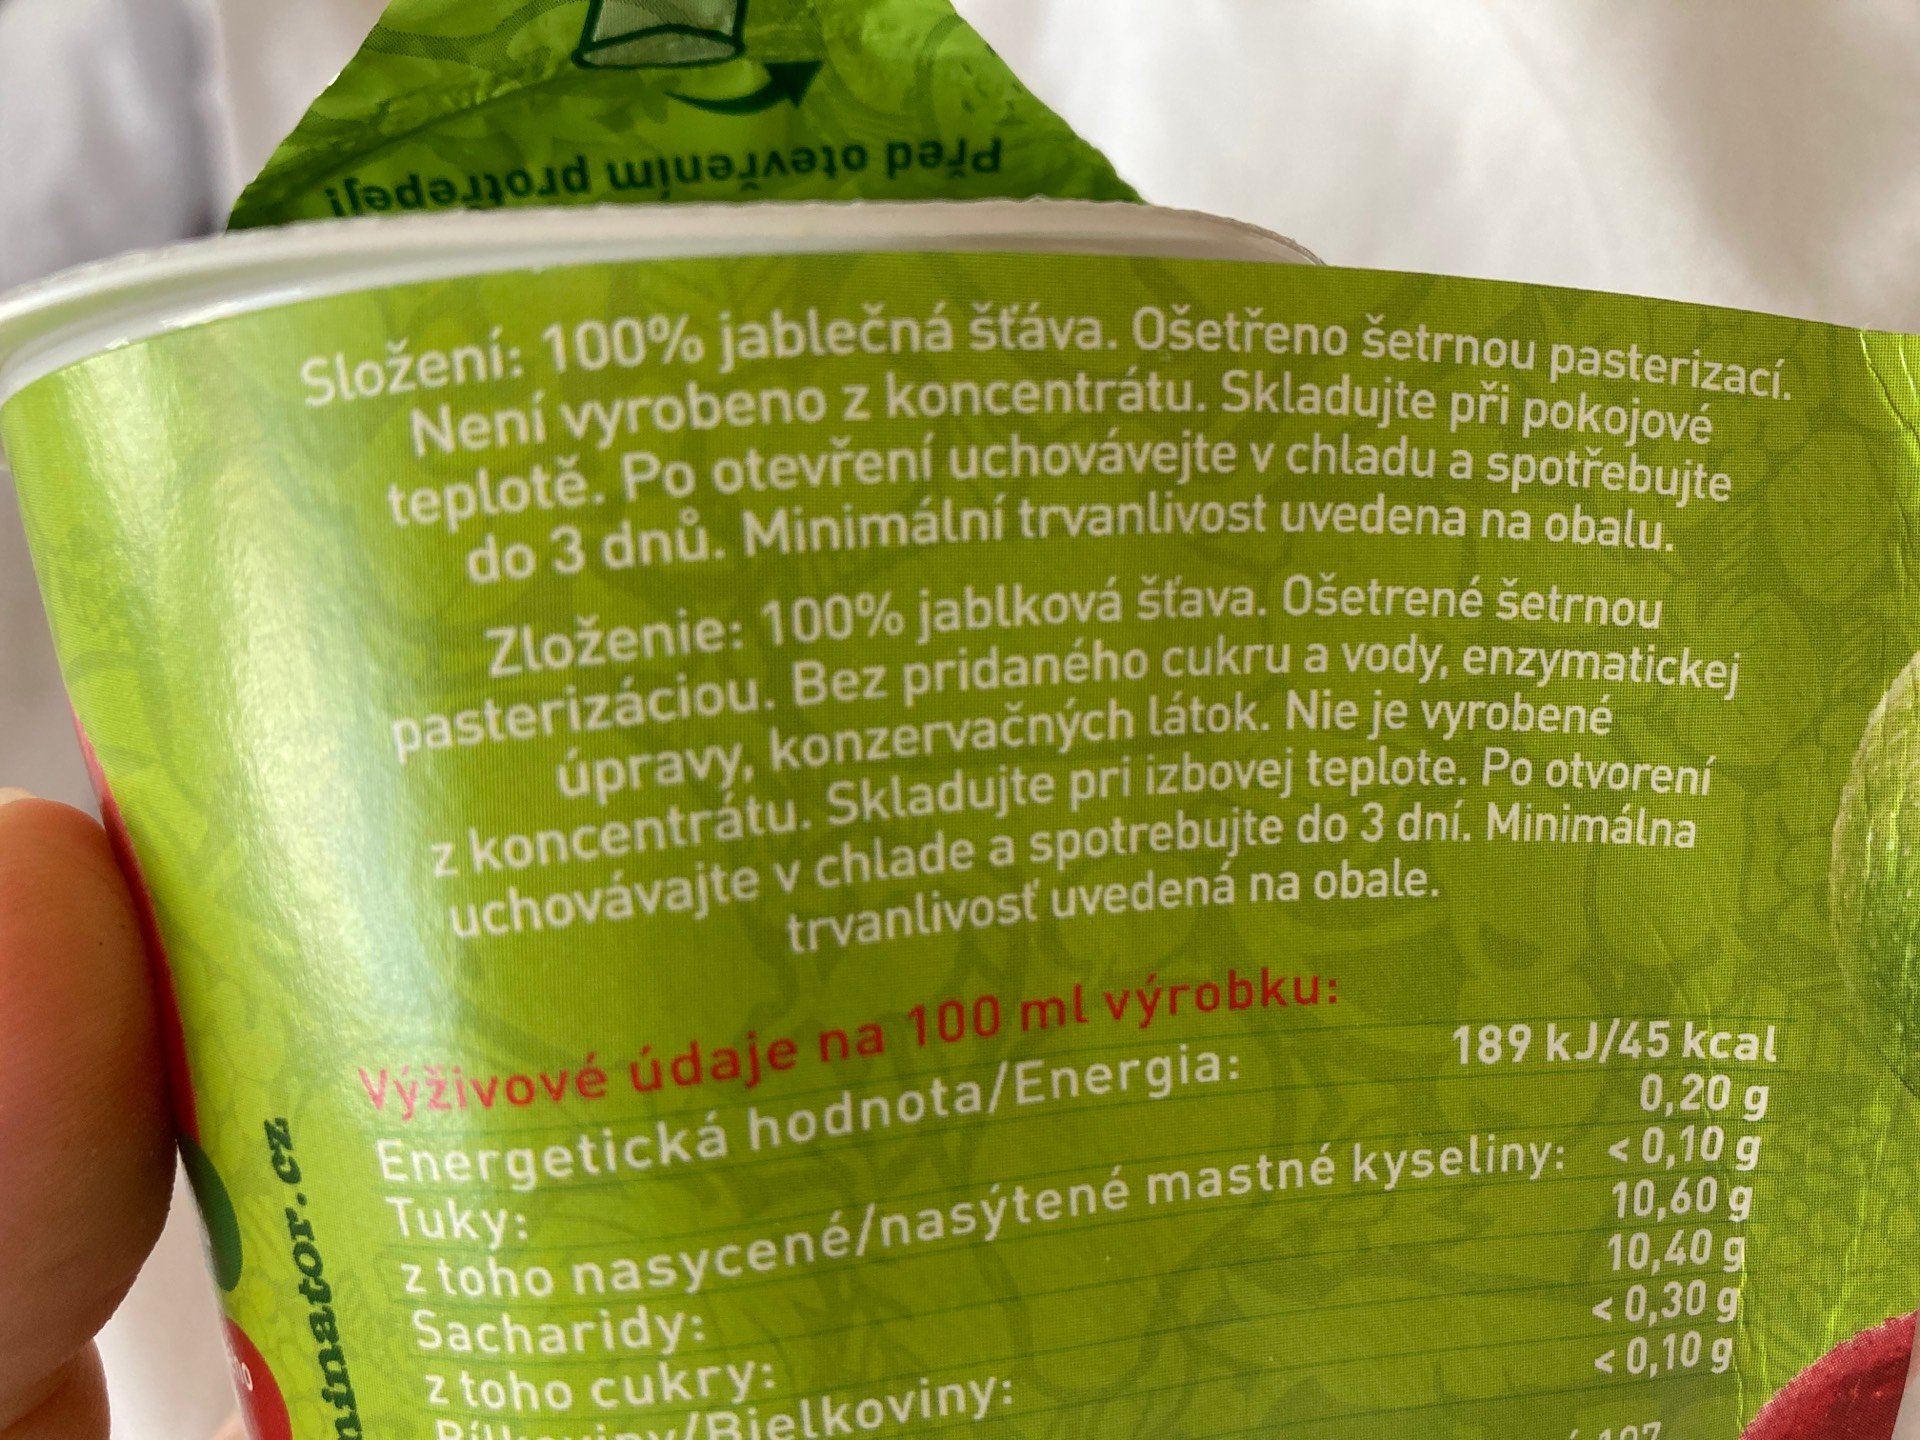 Před otevřením protřepej!
Složení: 100% jablečná šťáva. Ošetřeno šetrnou pasterizací.
Není vyrobeno z koncentrátu. Skladujte při pokojové
teplotě. Po otevření uchovávejte v chladu a spotřebujte
do 3 dnů. Minimální trvanlivost uvedena na obalu.
Zloženie: 100% jablková šťava. Ošetrené šetrnou
pasterizáciou. Bez pridaného cukru a vody, enzymatickej
úpravy, konzervačných látok. Nie je vyrobené
z koncentrátu. Skladujte pri izbovej teplote. Po otvorení
uchovávajte v chlade a spotrebujte do 3 dní. Minimálna
trvanlivosť uvedená na obale.
Výživové údaje na 100 ml výrobku:
Energetická hodnota/Energia: 189 kJ/45 kcal
Tuky: 0,20 g
z toho nasycené/nasýtené mastné kyseliny: < 0,10 g
Sacharidy: 10,60 g
z toho cukry: 10,40 g
Bílkoviny/Bielkoviny: < 0,30 g
< 0,10 g
minator.cz